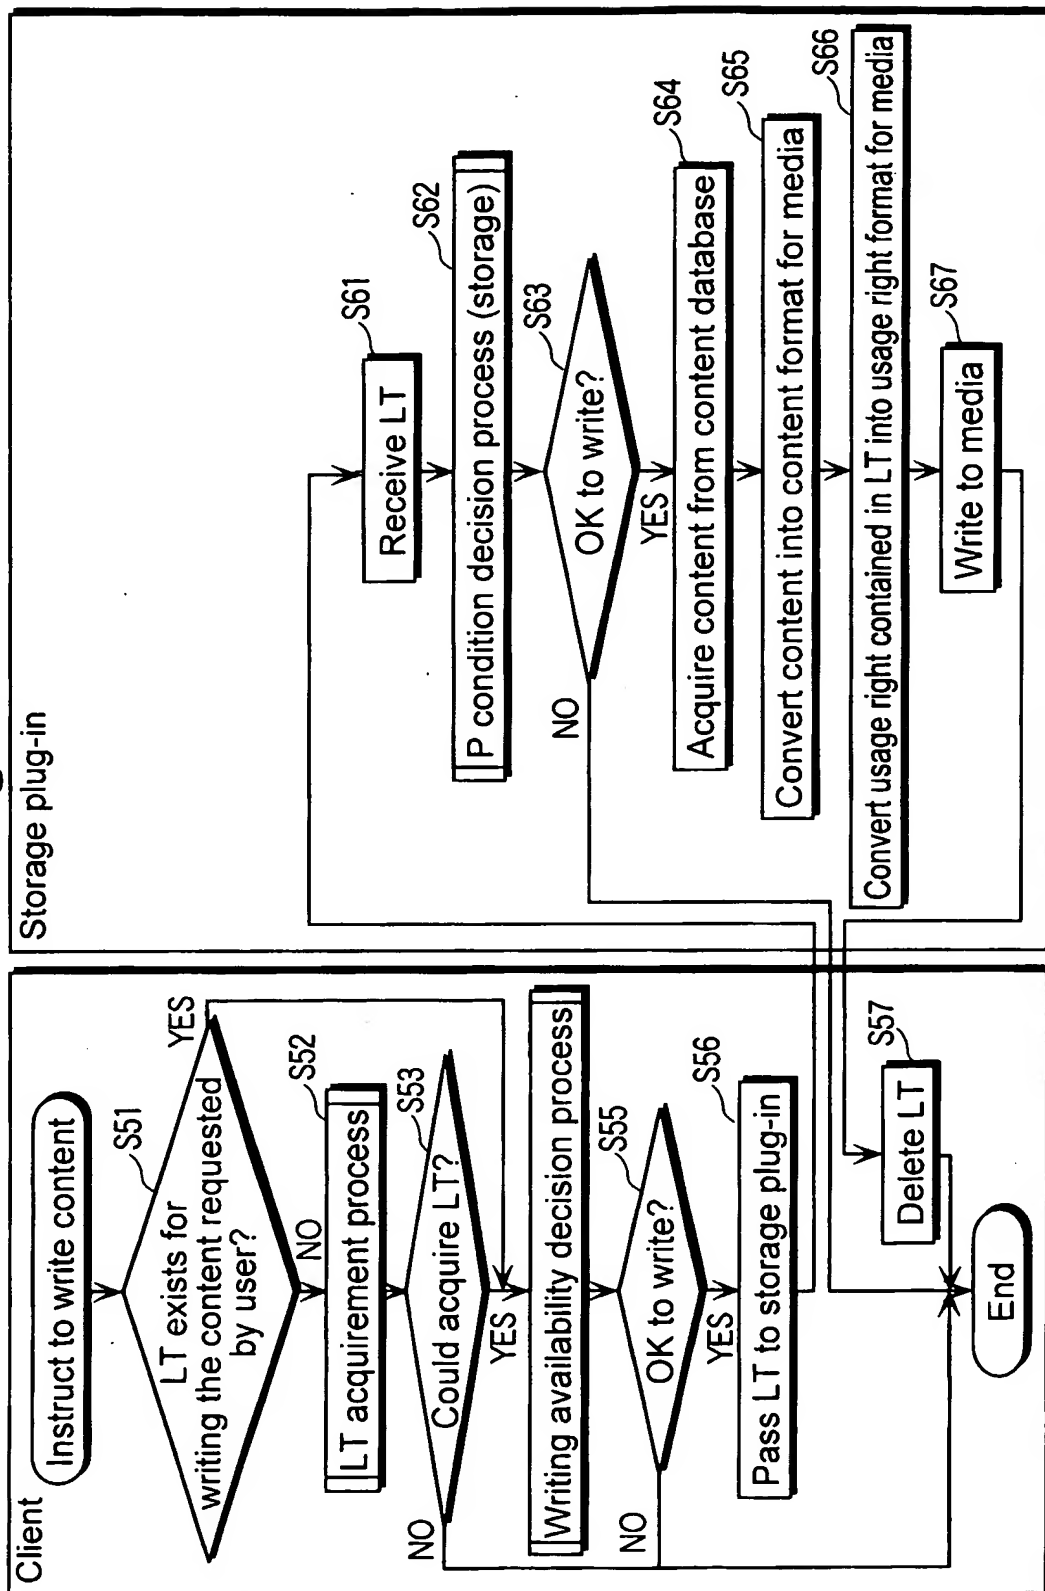 Client
Instruct to write content
S51
LT exists for
writing the content requested
by user?
YES
NO
S52
LT acquirement process
S53
Could acquire LT?
NO
YES
Writing availability decision process
S55
OK to write?
NO
YES
S56
Pass LT to storage plug-in
S57
Delete LT
End
Storage plug-in
S61
Receive LT
S62
P condition decision process (storage)
S63
OK to write?
NO
YES
S64
Acquire content from content database
S65
Convert content into content format for media
S66
Convert usage right contained in LT into usage right format for media
S67
Write to media